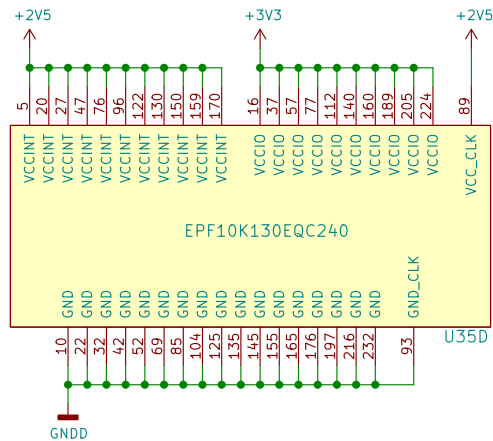 +2V5 +3V3 +2V5
5 20 27 47 76 96 122 130 150 159 170 16 37 57 77 112 140 160 189 205 224 89
VCCINT VCCINT VCCINT VCCINT VCCINT VCCINT VCCINT VCCINT VCCINT VCCINT VCCINT VCCIO VCCIO VCCIO VCCIO VCCIO VCCIO VCCIO VCCIO VCCIO VCCIO VCC_CLK
EPF10K130EQC240
GND GND GND GND GND GND GND GND GND GND GND GND GND GND GND GND GND GND_CLK
U35D
10 22 32 42 52 69 85 104 125 135 145 155 165 176 197 216 232 93
GNDD